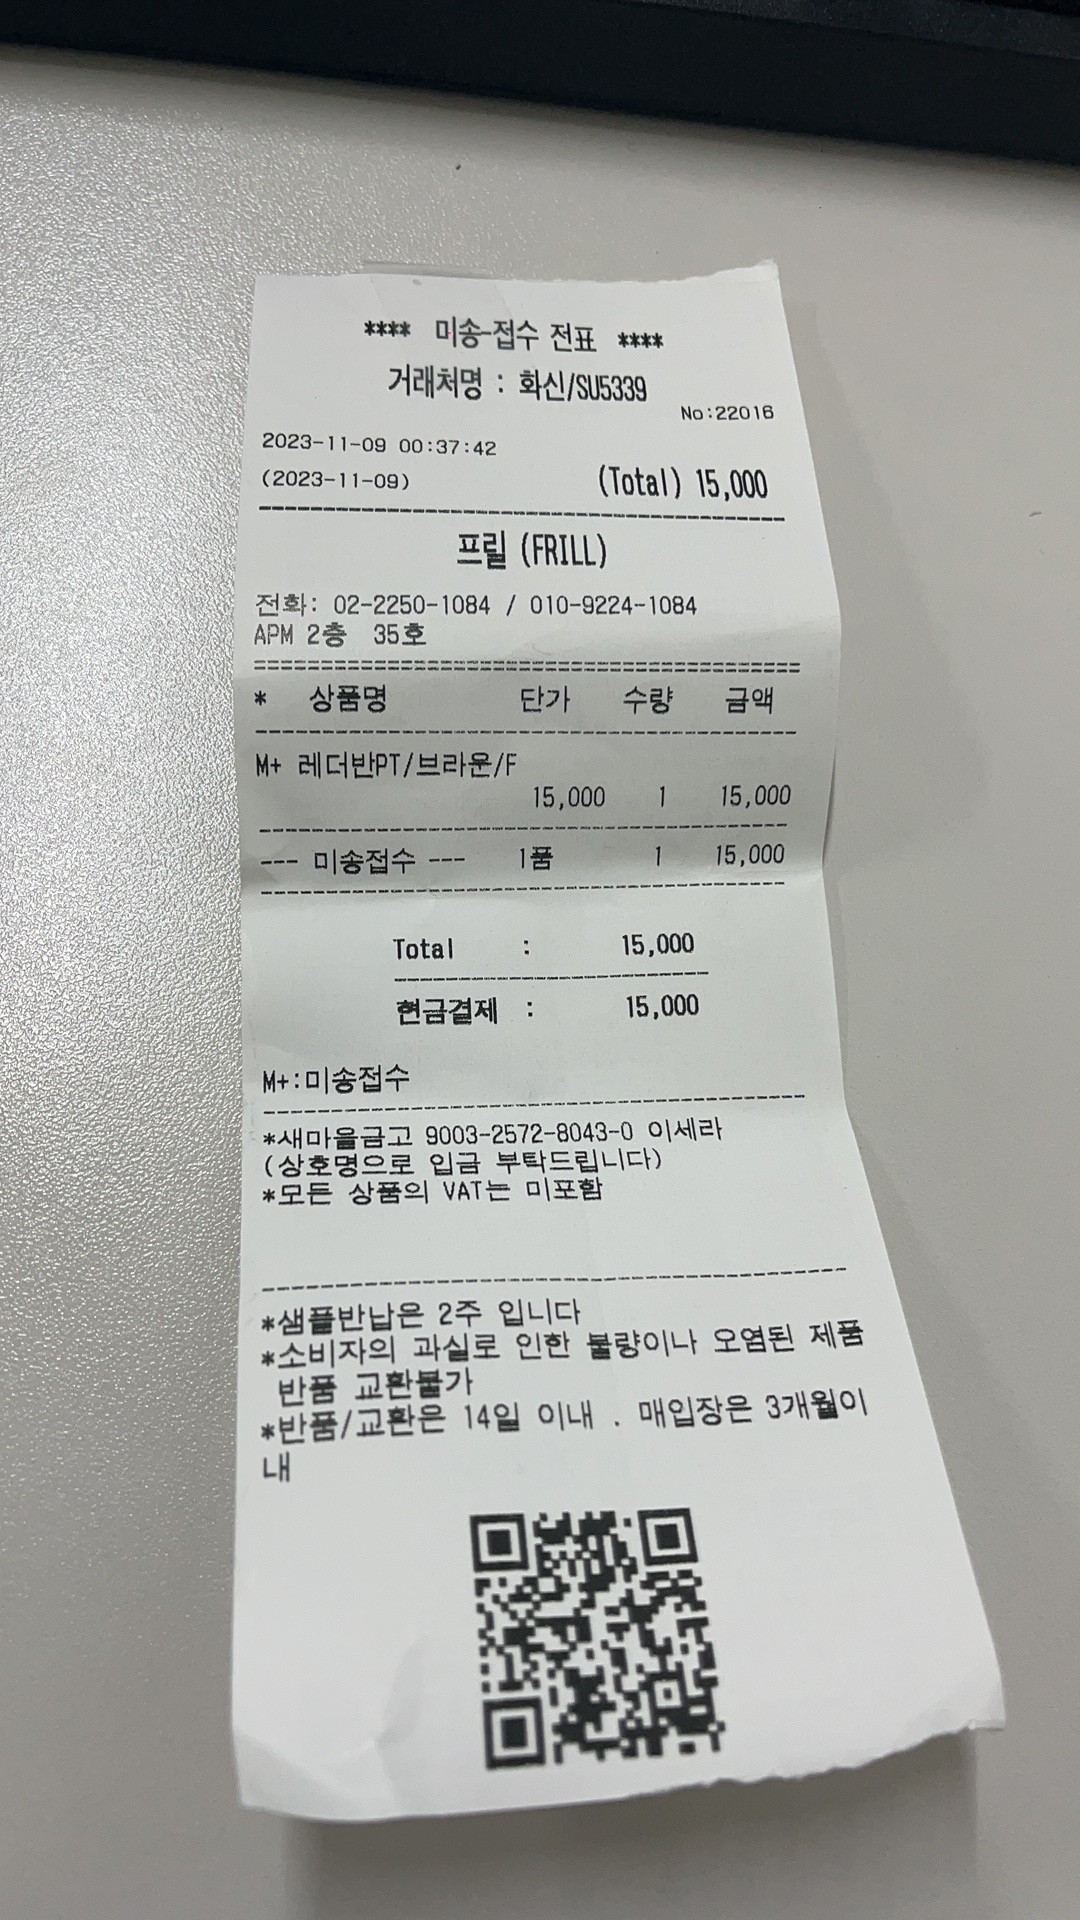 **** 미송-접수 전표 ****
거래처명 : 화신/SU5339
No:22016
2023-11-09 00:37:42
(2023-11-09) (Total) 15,000
프릴 (FRILL)
전화: 02-2250-1084 / 010-9224-1084
APM 2층 35호
* 상품명 단가 수량 금액
M+ 레더반PT/브라운/F
15,000 1 15,000
--- 미송접수 --- 1품 1 15,000
Total : 15,000
현금결제 : 15,000
M+:미송접수
*새마을금고 9003-2572-8043-0 이세라
(상호명으로 입금 부탁드립니다)
*모든 상품의 VAT는 미포함
*샘플반납은 2주 입니다
*소비자의 과실로 인한 불량이나 오염된 제품
반품 교환불가
*반품/교환은 14일 이내 . 매입장은 3개월이
내